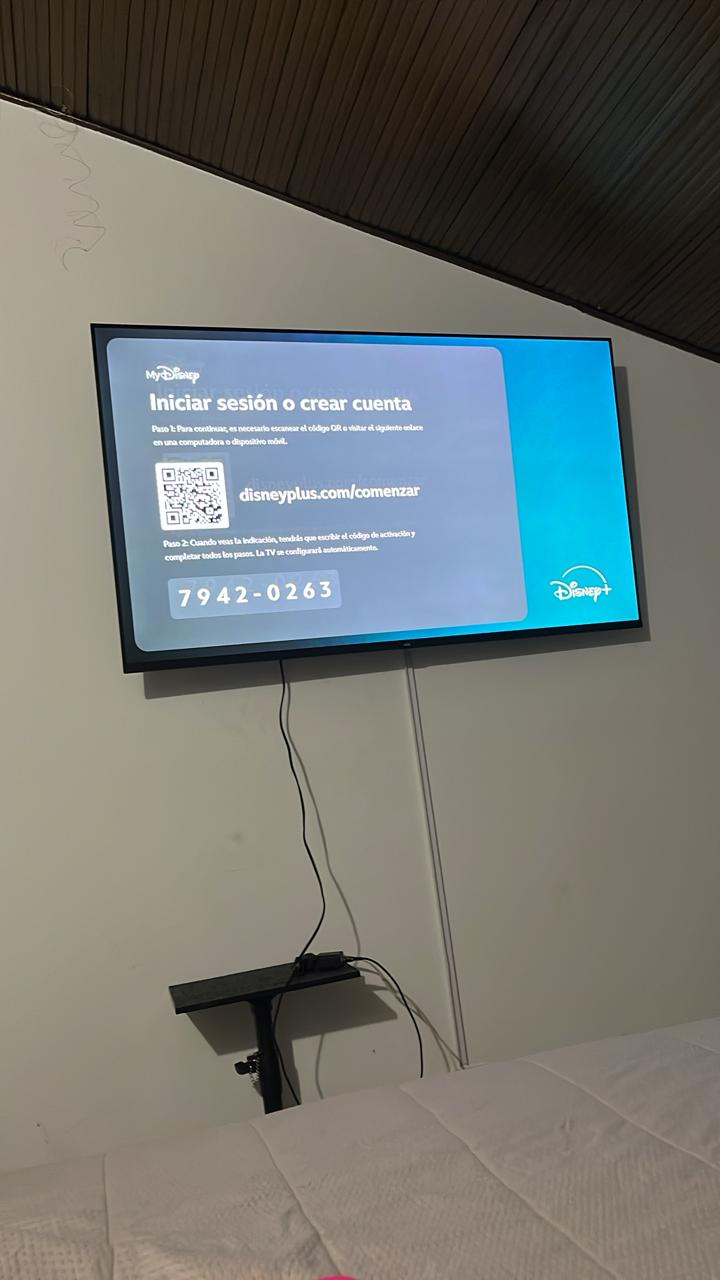 MyDisney
Iniciar sesión o crear cuenta
Paso 1: Para continuar, es necesario escanear el código QR o visitar el siguiente enlace
en una computadora o dispositivo móvil.
disneyplus.com/comenzar
Paso 2: Cuando veas la indicación, tendrás que escribir el código de activación y
completar todos los pasos. La TV se configurará automáticamente.
7942-0263
Disney+